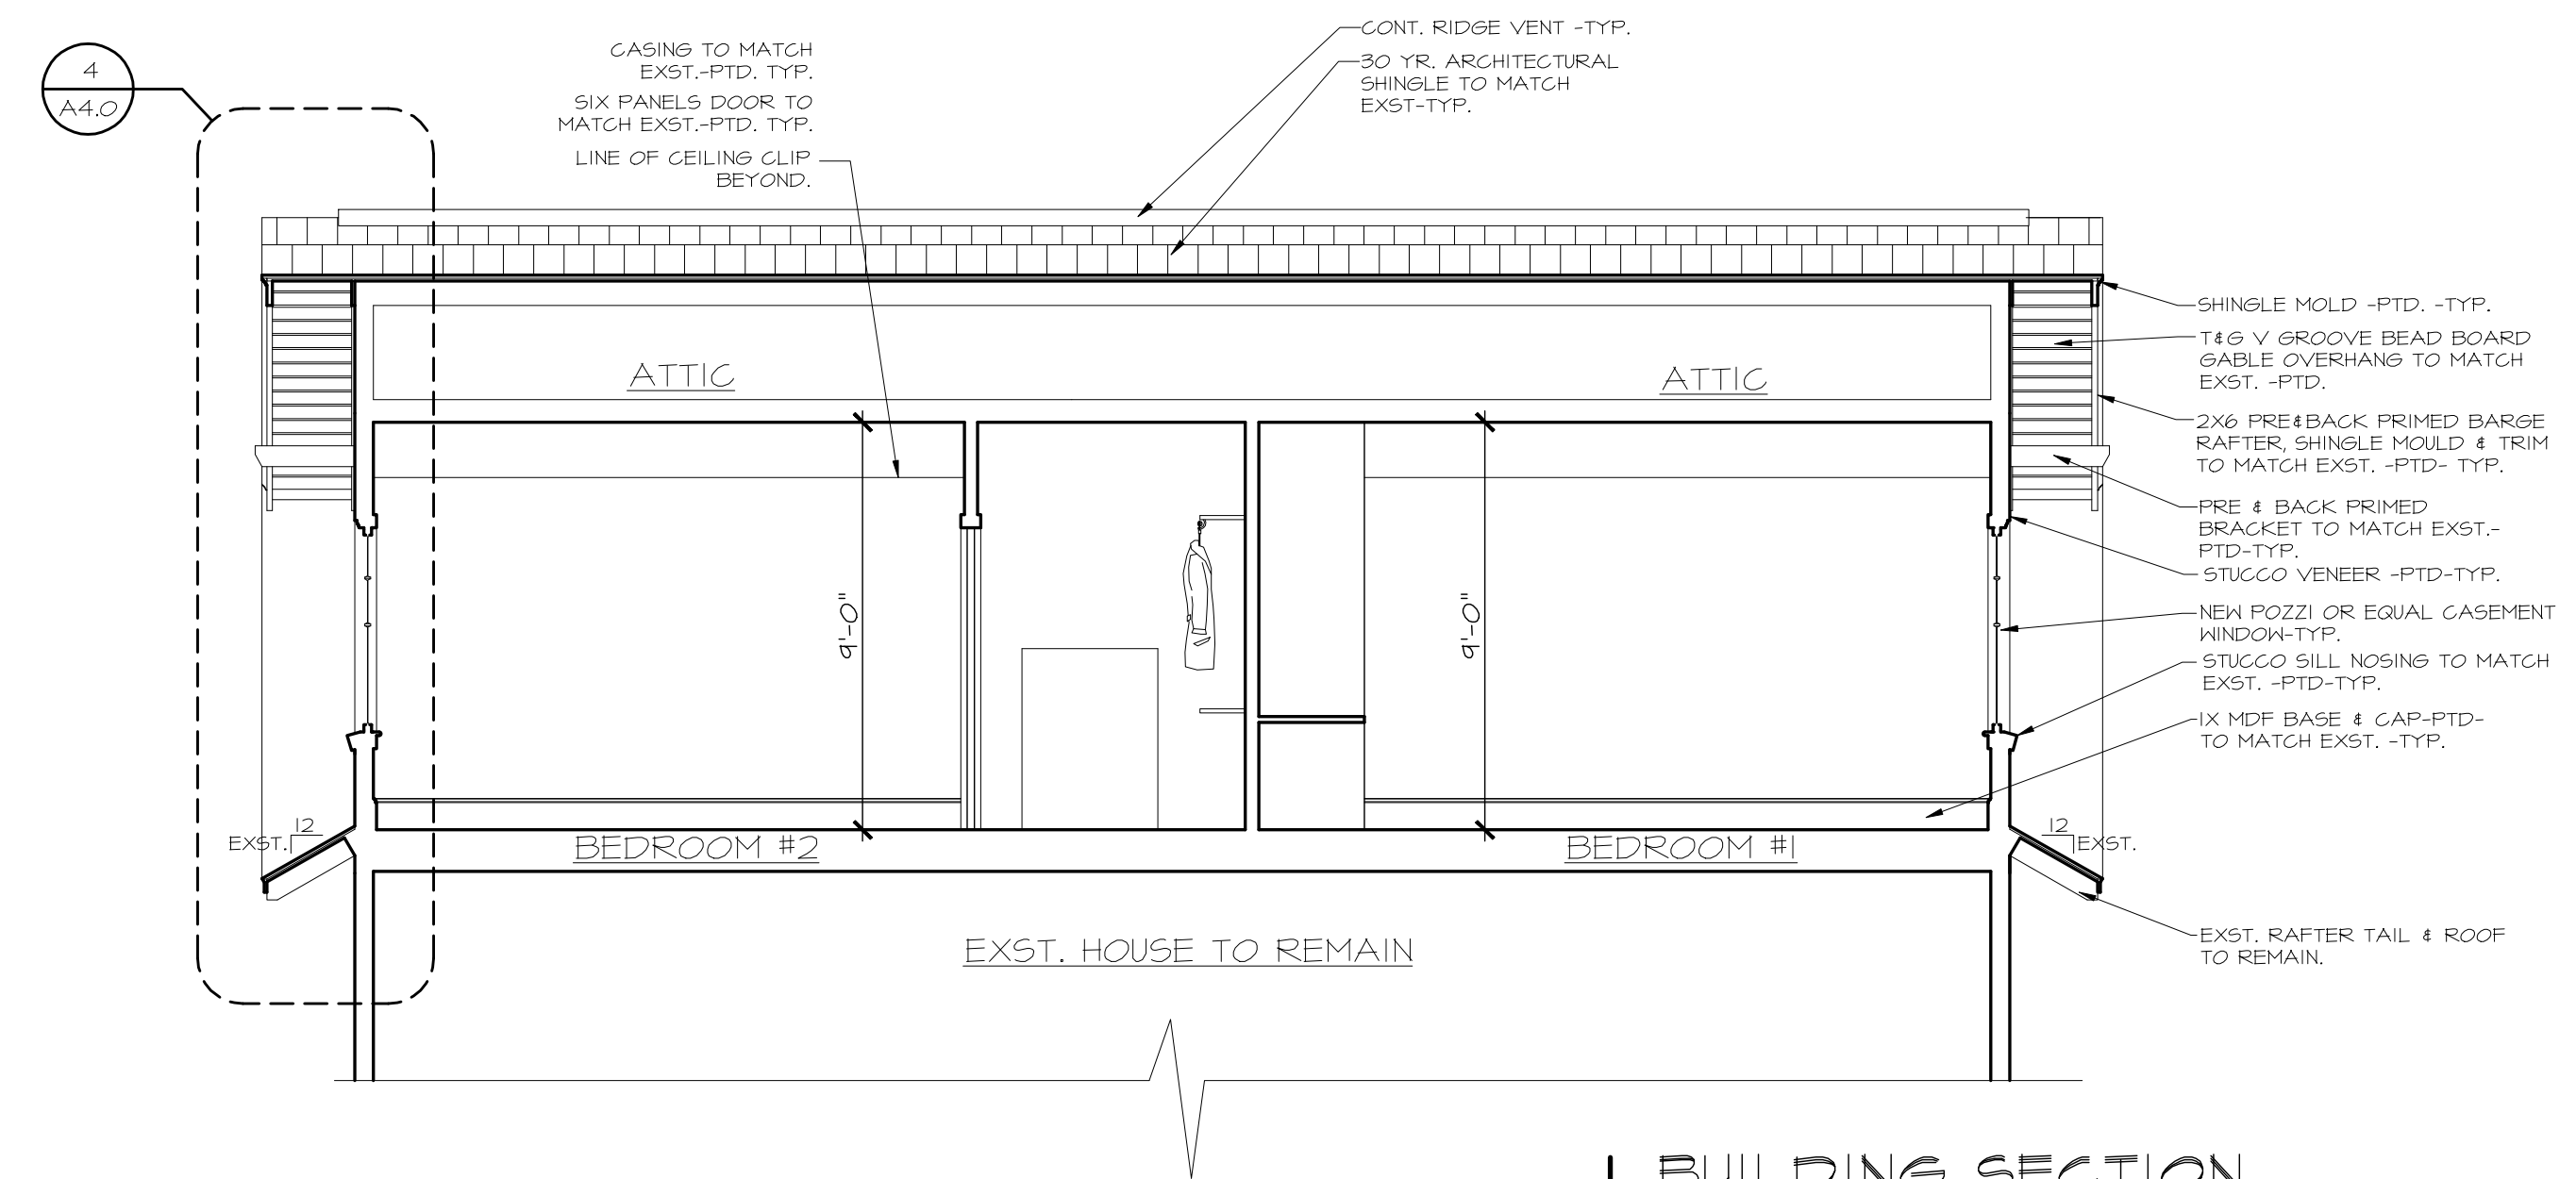 4
A4.0
CASING TO MATCH
EXST.-PTD. TYP.
SIX PANELS DOOR TO
MATCH EXST.-PTD. TYP.
LINE OF CEILING CLIP
BEYOND.
CONT. RIDGE VENT -TYP.
30 YR. ARCHITECTURAL
SHINGLE TO MATCH
EXST-TYP.
ATTIC
ATTIC
SHINGLE MOLD -PTD. -TYP.
T&G V GROOVE BEAD BOARD
GABLE OVERHANG TO MATCH
EXST. -PTD.
2X6 PRE&BACK PRIMED BARGE
RAFTER, SHINGLE MOULD & TRIM
TO MATCH EXST. -PTD- TYP.
PRE & BACK PRIMED
BRACKET TO MATCH EXST.-
PTD-TYP.
STUCCO VENEER -PTD-TYP.
NEW POZZI OR EQUAL CASEMENT
WINDOW-TYP.
STUCCO SILL NOSING TO MATCH
EXST. -PTD-TYP.
1X MDF BASE & CAP-PTD-
TO MATCH EXST. -TYP.
9'-0"
9'-0"
12
EXST.
BEDROOM #2
BEDROOM #1
12
EXST.
EXST. HOUSE TO REMAIN
EXST. RAFTER TAIL & ROOF
TO REMAIN.
BUILDING SECTION